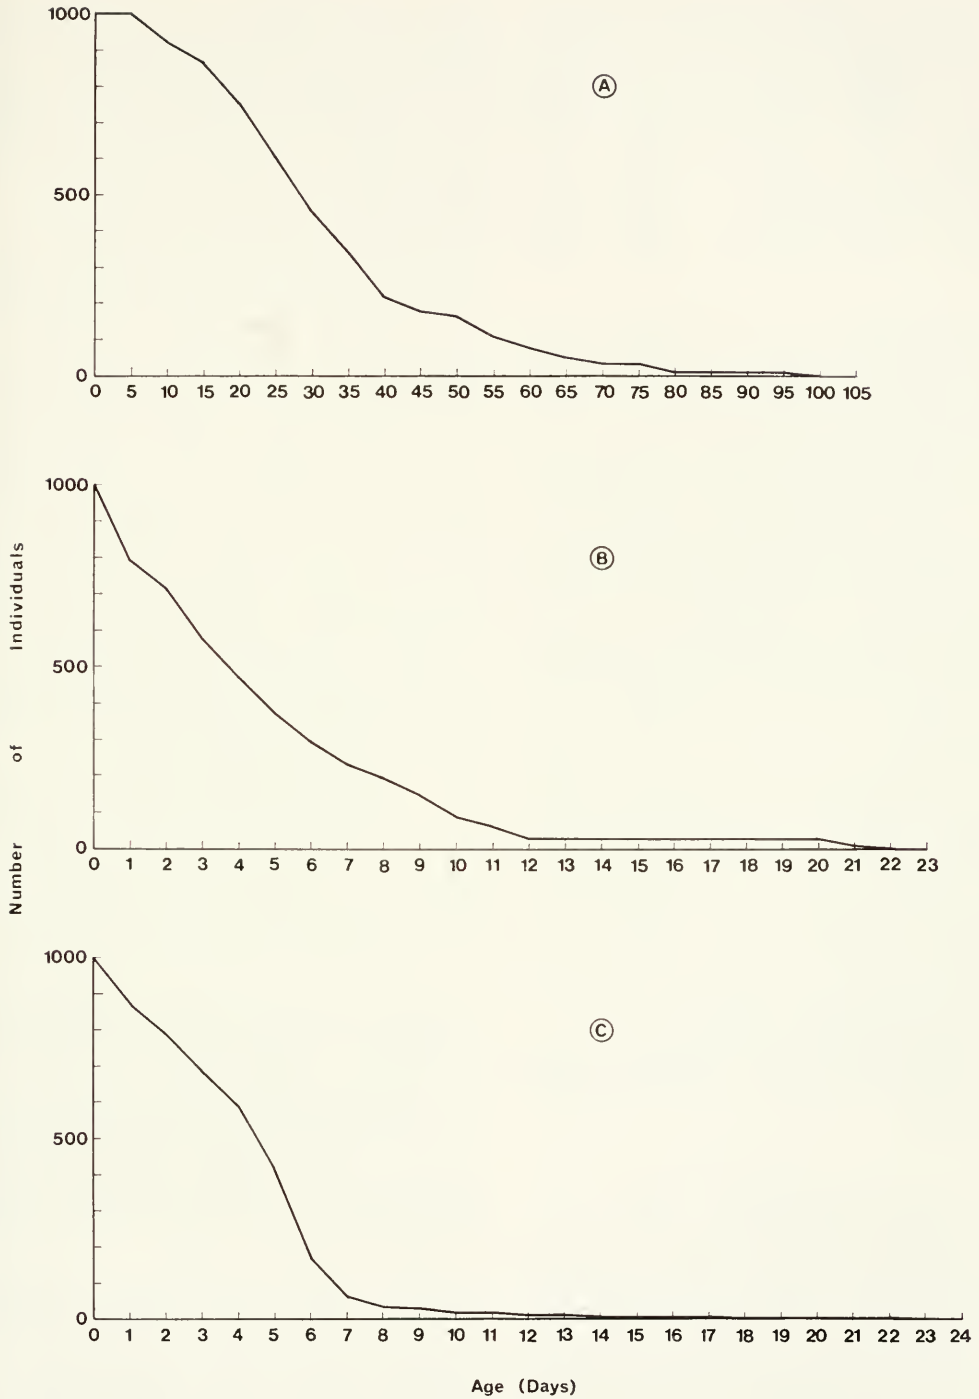 1000
500
0
0 5 10 15 20 25 30 35 40 45 50 55 60 65 70 75 80 85 90 95 100 105
A
1000
500
0
0 1 2 3 4 5 6 7 8 9 10 11 12 13 14 15 16 17 18 19 20 21 22 23
B
1000
500
0
0 1 2 3 4 5 6 7 8 9 10 11 12 13 14 15 16 17 18 19 20 21 22 23 24
C
Number of Individuals
Age (Days)